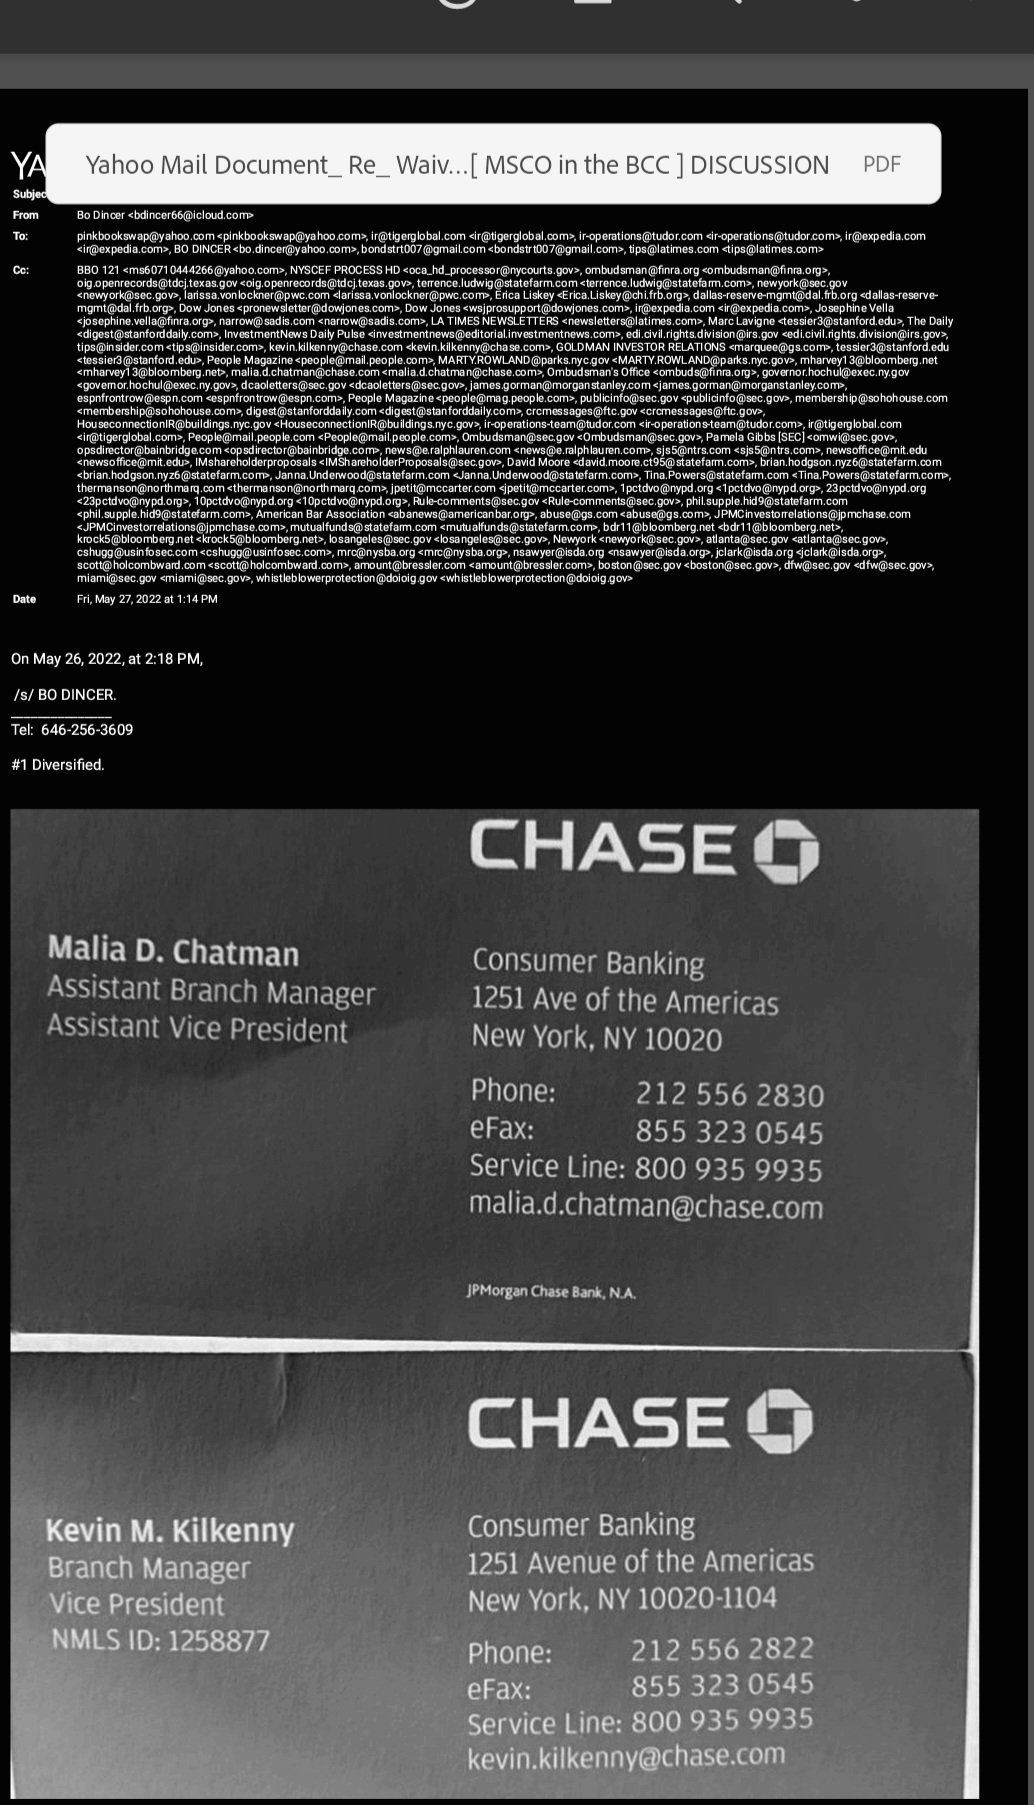 Yahoo Mail Document_ Re_ Waiv...[ MSCO in the BCC ] DISCUSSION PDF
YA
Subjec
From Bo Dincer <bdincer66@icloud.com>
To: pinkbookswap@yahoo.com <pinkbookswap@yahoo.com>, ir@tigerglobal.com <ir@tigerglobal.com>, ir-operations@tudor.com <ir-operations@tudor.com>, ir@expedia.com
<ir@expedia.com>, BO DINCER <bo.dincer@yahoo.com>, bondstrt007@gmail.com <bondstrt007@gmail.com>, tips@latimes.com <tips@latimes.com>
Cc: BBO 121 <ms60710444266@yahoo.com>, NYSCEF PROCESS HD <oca_hd_processor@nycourts.gov>, ombudsman@finra.org <ombudsman@finra.org>,
oig.openrecords@tdcj.texas.gov <oig.openrecords@tdcj.texas.gov>, terrence.ludwig@statefarm.com <terrence.ludwig@statefarm.com>, newyork@sec.gov
<newyork@sec.gov>, larissa.vonlockner@pwc.com <larissa.vonlockner@pwc.com>, Erica Liskey <Erica.Liskey@chi.frb.org>, dallas-reserve-mgmt@dal.frb.org <dallas-reserve-
mgmt@dal.frb.org>, Dow Jones <pronewsletter@dowjones.com>, Dow Jones <wsjprosupport@dowjones.com>, ir@expedia.com <ir@expedia.com>, Josephine Vella
<josephine.vella@finra.org>, narrow@sadis.com <narrow@sadis.com>, LA TIMES NEWSLETTERS <newsletters@latimes.com>, Marc Lavigne <tessier3@stanford.edu>, The Daily
<digest@stanforddaily.com>, InvestmentNews Daily Pulse <investmentnews@editorial.investmentnews.com>, edi.civil.rights.division@irs.gov <edi.civil.rights.division@irs.gov>,
tips@insider.com <tips@insider.com>, kevin.kilkenny@chase.com <kevin.kilkenny@chase.com>, GOLDMAN INVESTOR RELATIONS <marquee@gs.com>, tessier3@stanford.edu
<tessier3@stanford.edu>, People Magazine <people@mail.people.com>, MARTY.ROWLAND@parks.nyc.gov <MARTY.ROWLAND@parks.nyc.gov>, mharvey13@bloomberg.net
<mharvey13@bloomberg.net>, malia.d.chatman@chase.com <malia.d.chatman@chase.com>, Ombudsman's Office <ombuds@finra.org>, governor.hochul@exec.ny.gov
<governor.hochul@exec.ny.gov>, dcaoletters@sec.gov <dcaoletters@sec.gov>, james.gorman@morganstanley.com <james.gorman@morganstanley.com>,
espnfrontrow@espn.com <espnfrontrow@espn.com>, People Magazine <people@mag.people.com>, publicinfo@sec.gov <publicinfo@sec.gov>, membership@sohohouse.com
<membership@sohohouse.com>, digest@stanforddaily.com <digest@stanforddaily.com>, crcmessages@ftc.gov <crcmessages@ftc.gov>,
HouseconnectionIR@buildings.nyc.gov <HouseconnectionIR@buildings.nyc.gov>, ir-operations-team@tudor.com <ir-operations-team@tudor.com>, ir@tigerglobal.com
<ir@tigerglobal.com>, People@mail.people.com <People@mail.people.com>, Ombudsman@sec.gov <Ombudsman@sec.gov>, Pamela Gibbs [SEC] <omwi@sec.gov>,
opsdirector@bainbridge.com <opsdirector@bainbridge.com>, news@e.ralphlauren.com <news@e.ralphlauren.com>, sjs5@ntrs.com <sjs5@ntrs.com>, newsoffice@mit.edu
<newsoffice@mit.edu>, IMshareholderproposals <IMShareHolderProposals@sec.gov>, David Moore <david.moore.ct95@statefarm.com>, brian.hodgson.nyz6@statefarm.com
<brian.hodgson.nyz6@statefarm.com>, Janna.Underwood@statefarm.com <Janna.Underwood@statefarm.com>, Tina.Powers@statefarm.com <Tina.Powers@statefarm.com>,
thermanson@northmarq.com <thermanson@northmarq.com>, jpetit@mccarter.com <jpetit@mccarter.com>, 1pctdvo@nypd.org <1pctdvo@nypd.org>, 23pctdvo@nypd.org
<23pctdvo@nypd.org>, 10pctdvo@nypd.org <10pctdvo@nypd.org>, Rule-comments@sec.gov <Rule-comments@sec.gov>, phil.supple.hid9@statefarm.com
<phil.supple.hid9@statefarm.com>, American Bar Association <abanews@americanbar.org>, abuse@gs.com <abuse@gs.com>, JPMCinvestorrelations@jpmchase.com
<JPMCinvestorrelations@jpmchase.com>, mutualfunds@statefarm.com <mutualfunds@statefarm.com>, bdr11@bloomberg.net <bdr11@bloomberg.net>,
krock5@bloomberg.net <krock5@bloomberg.net>, losangeles@sec.gov <losangeles@sec.gov>, Newyork <newyork@sec.gov>, atlanta@sec.gov <atlanta@sec.gov>,
cshugg@usinfosec.com <cshugg@usinfosec.com>, mrc@nysba.org <mrc@nysba.org>, nsawyer@isda.org <nsawyer@isda.org>, jclark@isda.org <jclark@isda.org>,
scott@holcombward.com <scott@holcombward.com>, amount@bressler.com <amount@bressler.com>, boston@sec.gov <boston@sec.gov>, dfw@sec.gov <dfw@sec.gov>,
miami@sec.gov <miami@sec.gov>, whistleblowerprotection@doioig.gov <whistleblowerprotection@doioig.gov>
Date Fri, May 27, 2022 at 1:14 PM
On May 26, 2022, at 2:18 PM,
/s/ BO DINCER.
_______________
Tel: 646-256-3609
#1 Diversified.
CHASE
Malia D. Chatman
Assistant Branch Manager
Assistant Vice President
Consumer Banking
1251 Ave of the Americas
New York, NY 10020
Phone: 212 556 2830
eFax: 855 323 0545
Service Line: 800 935 9935
malia.d.chatman@chase.com
JPMorgan Chase Bank, N.A.
CHASE
Kevin M. Kilkenny
Branch Manager
Vice President
NMLS ID: 1258877
Consumer Banking
1251 Avenue of the Americas
New York, NY 10020-1104
Phone: 212 556 2822
eFax: 855 323 0545
Service Line: 800 935 9935
kevin.kilkenny@chase.com